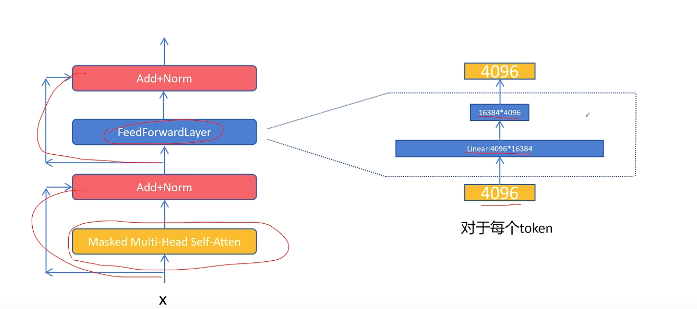 Add+Norm
FeedForwardLayer
Add+Norm
Masked Multi-Head Self-Atten
X
4096
16384*4096
Linear:4096*16384
4096
对于每个token